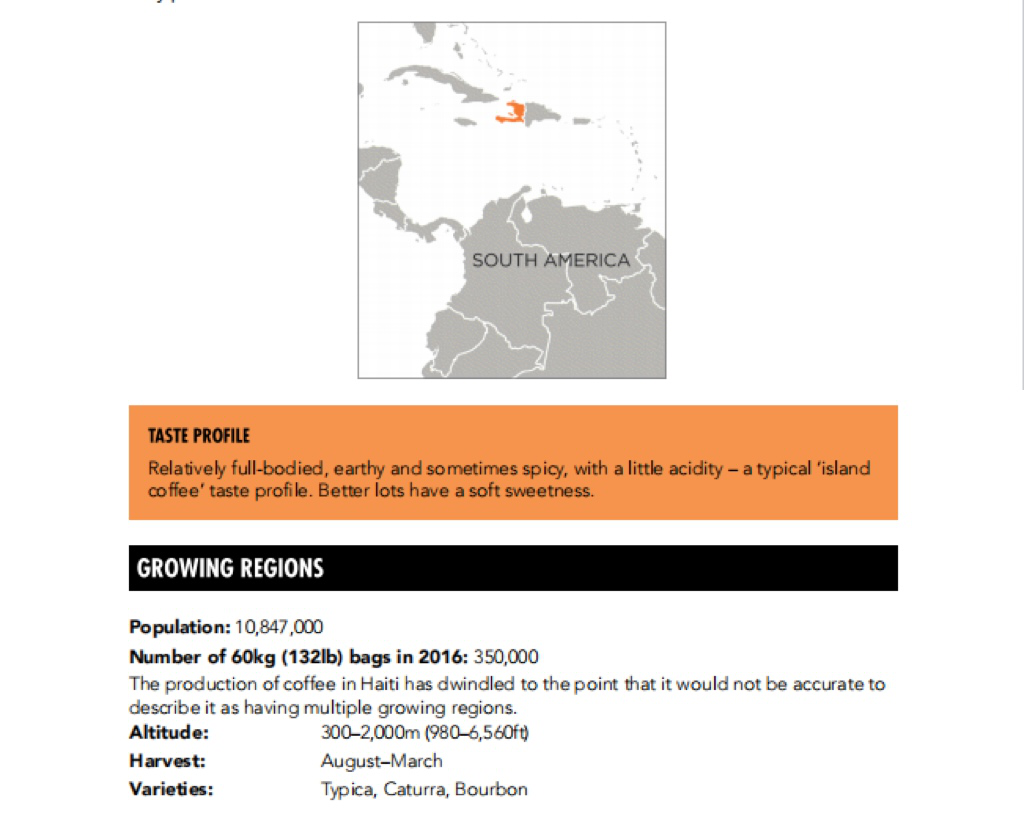 SOUTH AMERICA
TASTE PROFILE
Relatively full-bodied, earthy and sometimes spicy, with a little acidity – a typical ‘island
coffee’ taste profile. Better lots have a soft sweetness.
GROWING REGIONS
Population: 10,847,000
Number of 60kg (132lb) bags in 2016: 350,000
The production of coffee in Haiti has dwindled to the point that it would not be accurate to
describe it as having multiple growing regions.
Altitude: 300–2,000m (980–6,560ft)
Harvest: August–March
Varieties: Typica, Caturra, Bourbon